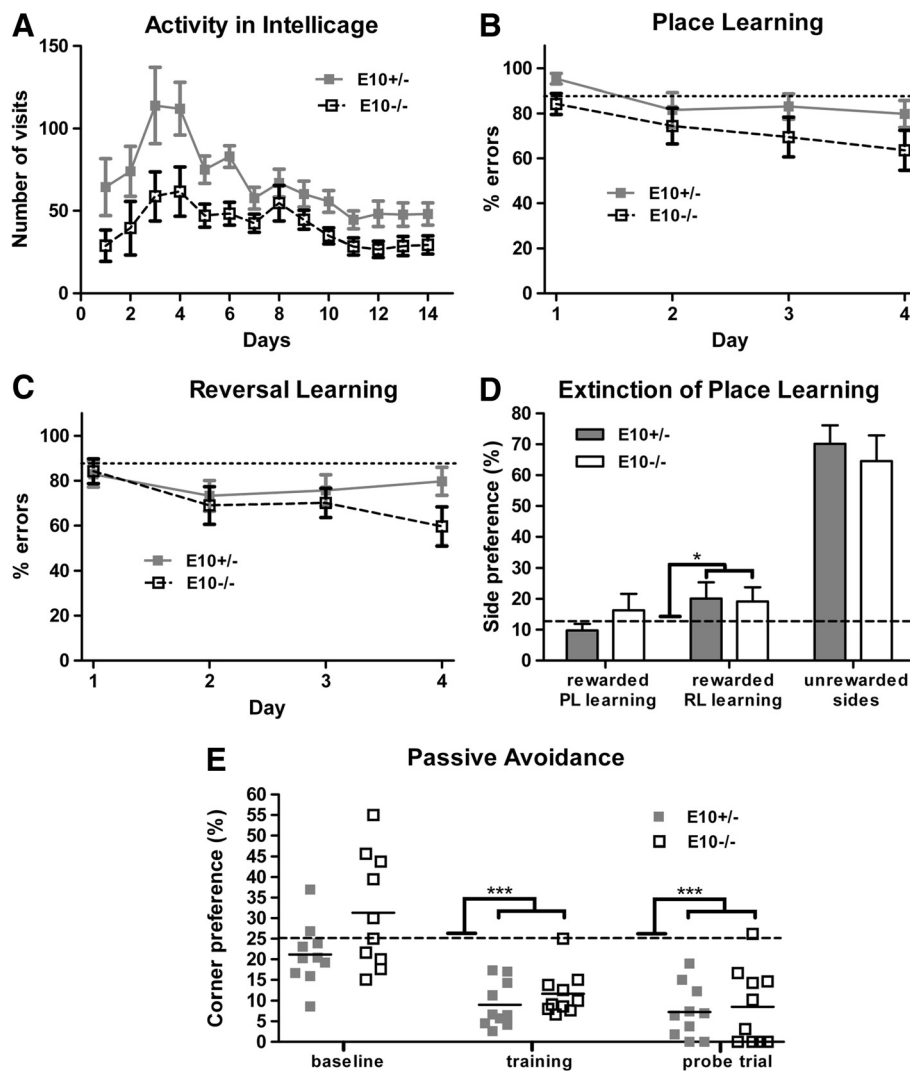 A Activity in Intellicage
Number of visits
150
100
50
0
E10+/-
E10-/-
0 2 4 6 8 10 12 14
Days
B Place Learning
% errors
100
80
60
40
20
0
E10+/-
E10-/-
1 2 3 4
Day
C Reversal Learning
% errors
100
80
60
40
20
0
E10+/-
E10-/-
1 2 3 4
Day
D Extinction of Place Learning
Side preference (%)
80
70
60
50
40
30
20
10
0
E10+/-
E10-/-
*
rewarded PL learning
rewarded RL learning
unrewarded sides
E Passive Avoidance
Corner preference (%)
60
55
50
45
40
35
30
25
20
15
10
5
0
E10+/-
E10-/-
***
***
baseline training probe trial